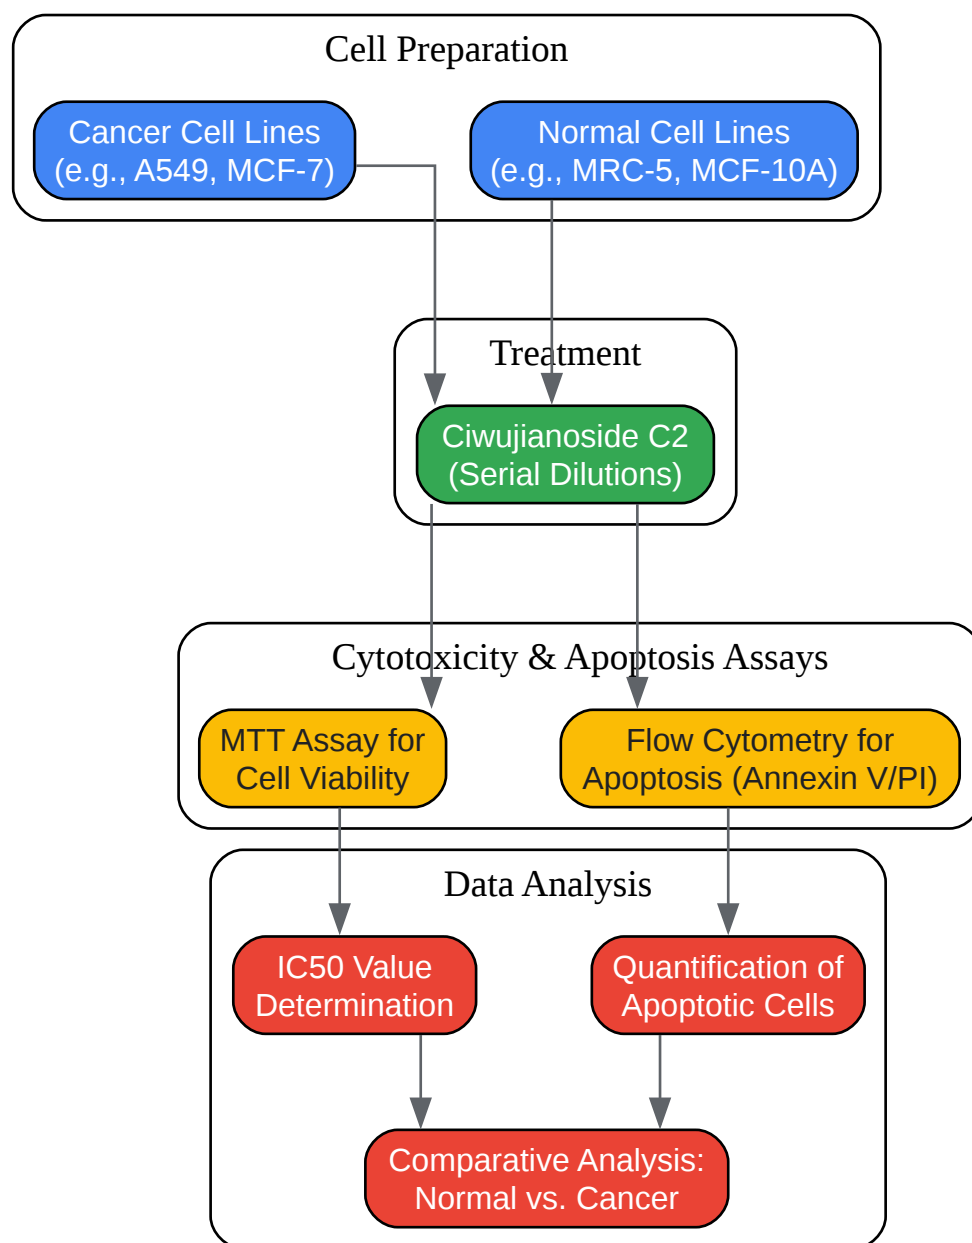 Cell Preparation
Cancer Cell Lines
(e.g., A549, MCF-7)
Normal Cell Lines
(e.g., MRC-5, MCF-10A)
Treatment
Ciwujianoside C2
(Serial Dilutions)
Cytotoxicity & Apoptosis Assays
MTT Assay for
Cell Viability
Flow Cytometry for
Apoptosis (Annexin V/PI)
Data Analysis
IC50 Value
Determination
Quantification of
Apoptotic Cells
Comparative Analysis:
Normal vs. Cancer